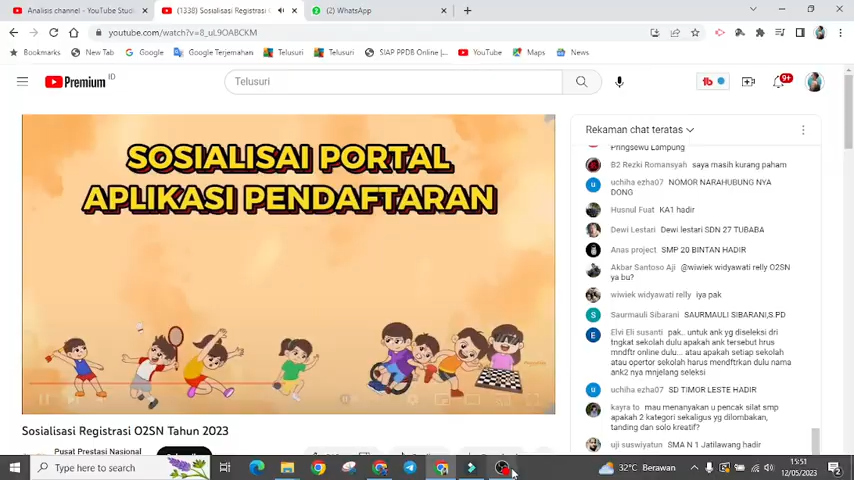 Analisis channel - YouTube Studi
(1338) Sosialisasi Registrasi
(2) WhatsApp
youtube.com/watch?v=8_uL9OABCKM
Bookmarks
New Tab
Google
Google Terjemahan
Telusuri
Telusuri
SIAP PPDB Online |...
YouTube
Maps
News
Premium ID
Telusuri
9+
SOSIALISAI PORTAL
APLIKASI PENDAFTARAN
Sosialisasi Registrasi O2SN Tahun 2023
Pusat Prestasi Nasional
Rekaman chat teratas
Pringsewu Lampung
B2 Rezki Romansyah saya masih kurang paham
uchiha ezha07 NOMOR NARAHUBUNG NYA
DONG
Husnul Fuat KA1 hadir
Dewi Lestari Dewi lestari SDN 27 TUBABA
Anas project SMP 20 BINTAN HADIR
Akbar Santoso Aji @wiwiek widyawati relly O2SN
ya bu?
wiwiek widyawati relly iya pak
Saurmauli Sibarani SAURMAULI SIBARANI,S.PD
Elvi Eli susanti pak.. untuk ank yg diseleksi dri
tngkat sekolah dulu apakah ank tersebut hrus
mndftr online dulu... atau apakah setiap sekolah
atau opertor sekolah harus mendftrkan dulu nama
ank2 nya mnjelang seleksi
uchiha ezha07 SD TIMOR LESTE HADIR
kayra to mau menanyakan u pencak silat smp
apakah 2 kategori sekaligus yg dilombakan,
tanding dan solo kreatif?
uji suswiyatun SMA N 1 Jatilawang hadir
Type here to search
32°C Berawan
15:51
12/05/2023
2